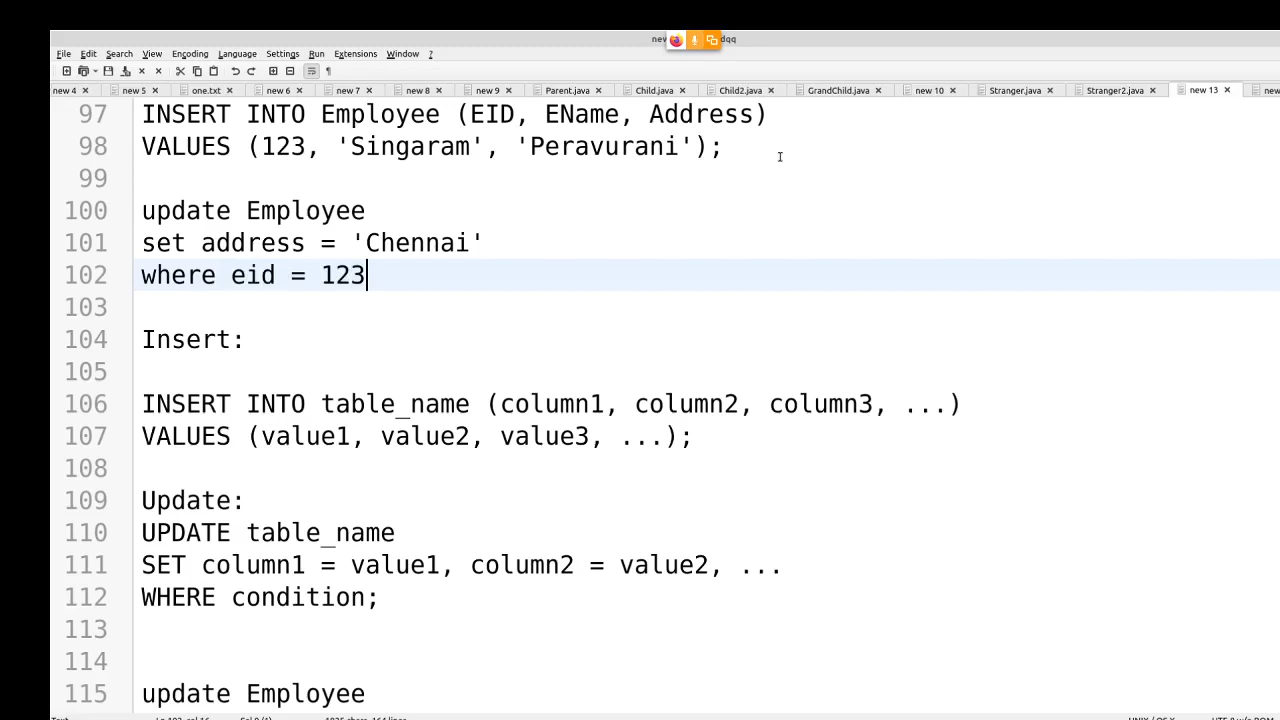 new dqq
File Edit Search View Encoding Language Settings Run Extensions Window ?
new 4 new 5 one.txt new 6 new 7 new 8 new 9 Parent.java Child.java Child2.java GrandChild.java new 10 Stranger.java Stranger2.java new 13 new
97 INSERT INTO Employee (EID, EName, Address)
98 VALUES (123, 'Singaram', 'Peravurani');
99
100 update Employee
101 set address = 'Chennai'
102 where eid = 123
103
104 Insert:
105
106 INSERT INTO table_name (column1, column2, column3, ...)
107 VALUES (value1, value2, value3, ...);
108
109 Update:
110 UPDATE table_name
111 SET column1 = value1, column2 = value2, ...
112 WHERE condition;
113
114
115 update Employee